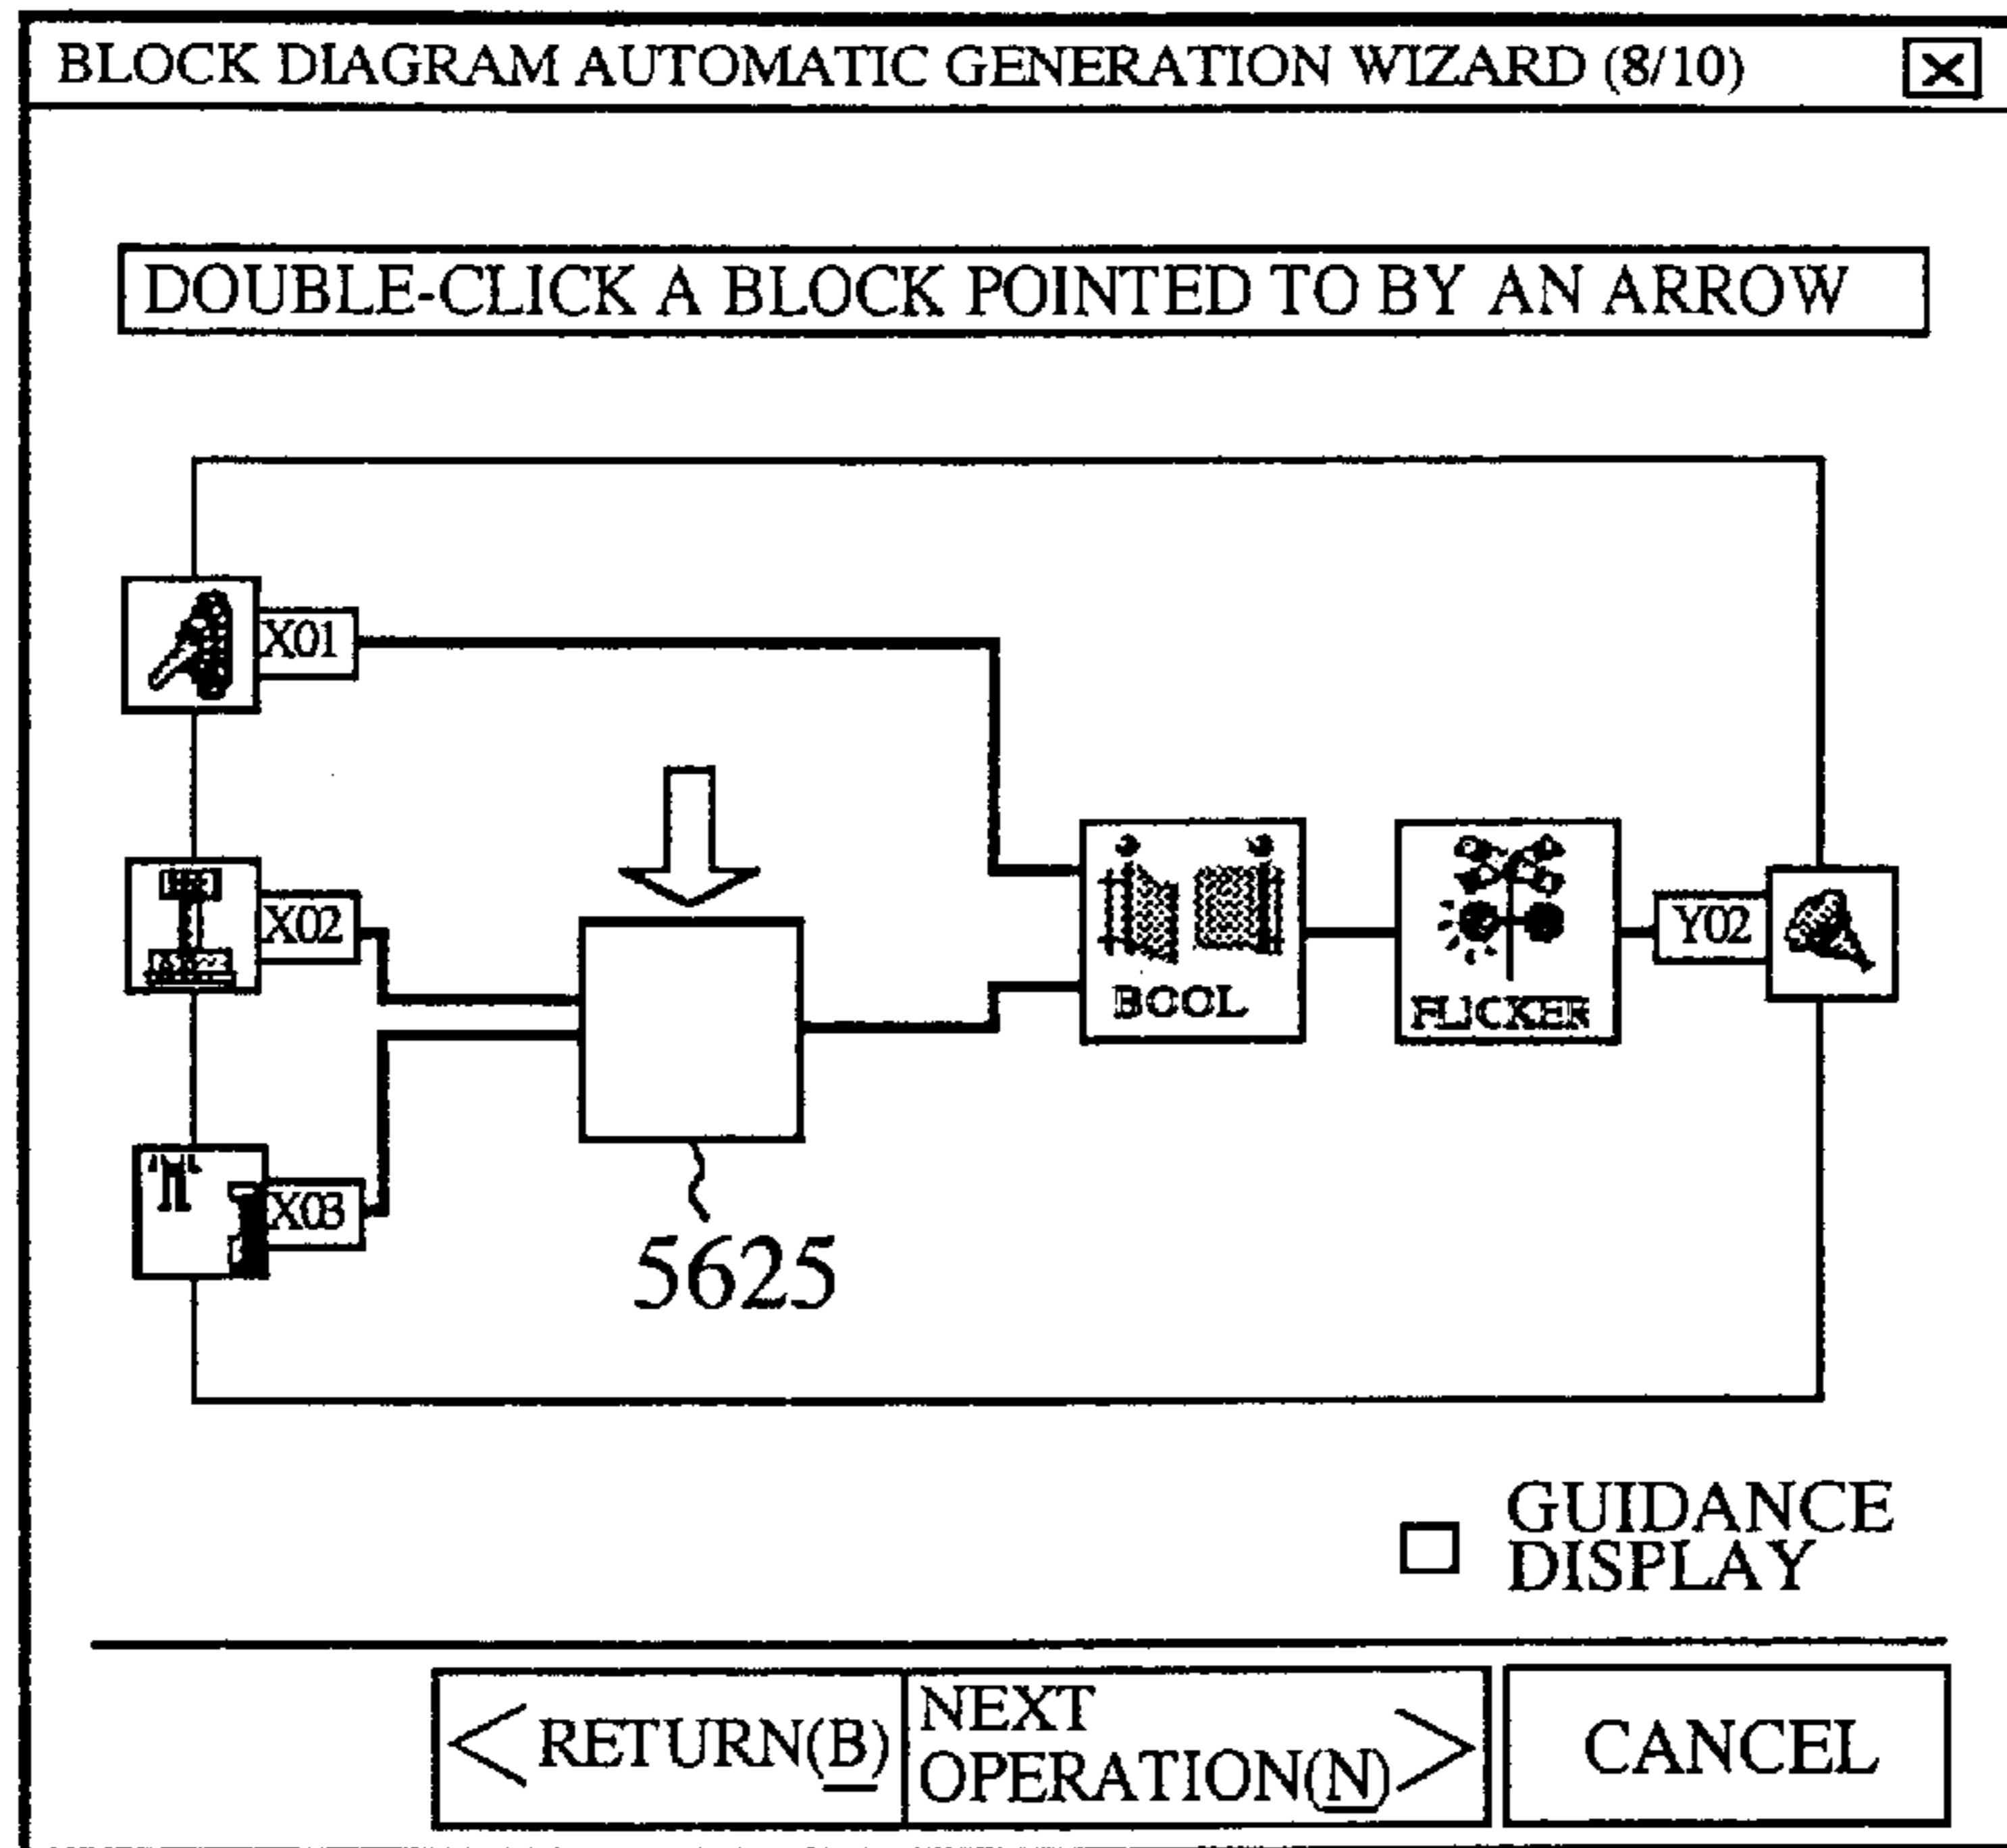 BLOCK DIAGRAM AUTOMATIC GENERATION WIZARD (8/10)
DOUBLE-CLICK A BLOCK POINTED TO BY AN ARROW
X01
X02
X03
5625
BOOL
FLICKER
Y02
GUIDANCE
DISPLAY
<RETURN(B)
NEXT
OPERATION(N)>
CANCEL